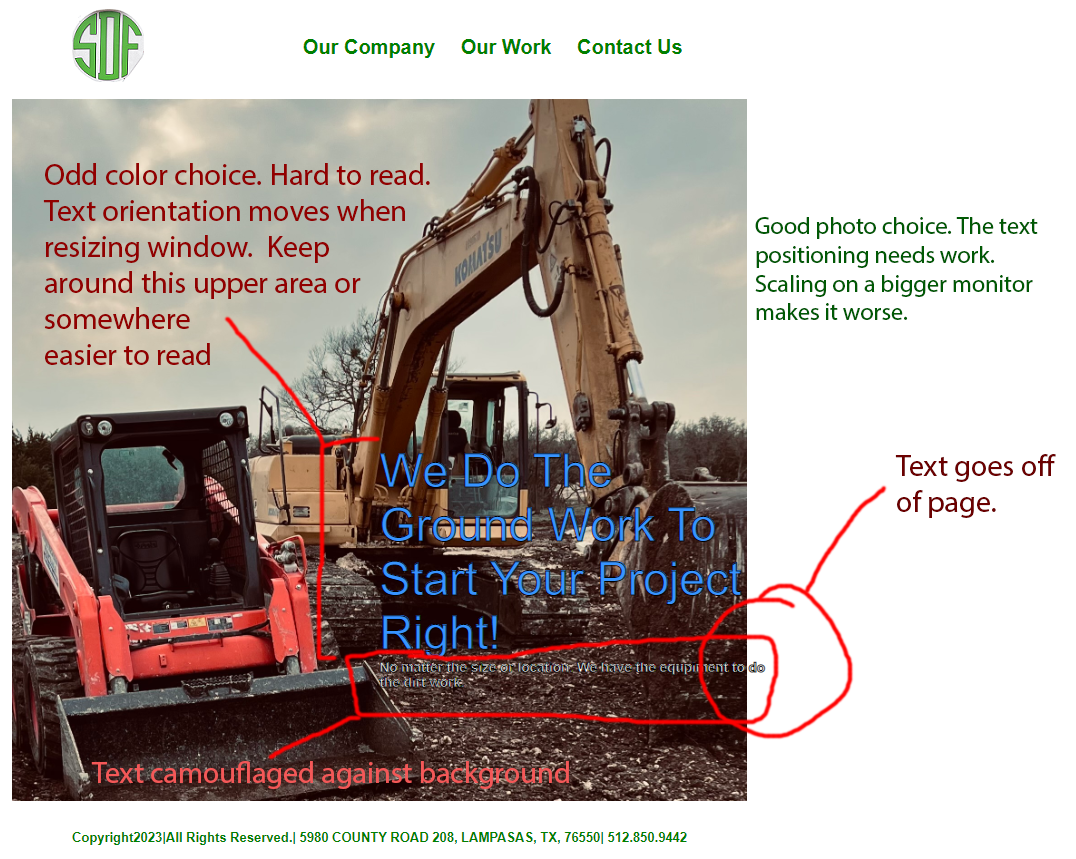 SDF
Our Company Our Work Contact Us
Odd color choice. Hard to read.
Text orientation moves when
resizing window. Keep
around this upper area or
somewhere
easier to read
KOMATSU
Good photo choice. The text
positioning needs work.
Scaling on a bigger monitor
makes it worse.
Text goes off
of page.
We Do The
Ground Work To
Start Your Project
Right!
No matter the size or location. We have the equipment to do
the dirt work.
Text camouflaged against background
Copyright2023|All Rights Reserved.| 5980 COUNTY ROAD 208, LAMPASAS, TX, 76550| 512.850.9442